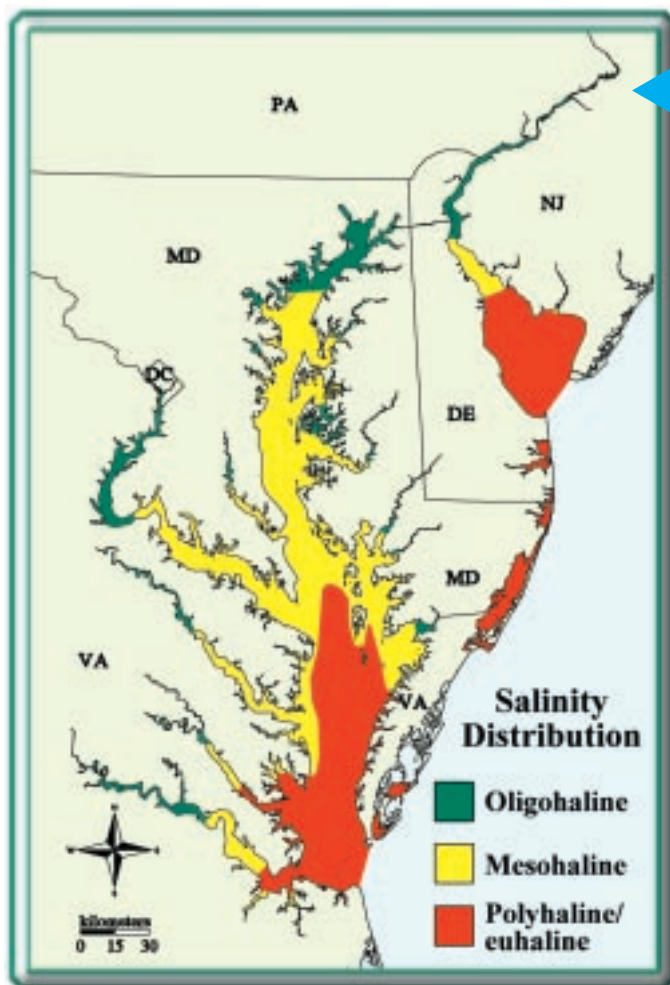 PA
NJ
MD
DC
DE
MD
VA
VA
Salinity
Distribution
Oligohaline
Mesohaline
Polyhaline/
euhaline
kilometers
0 15 30